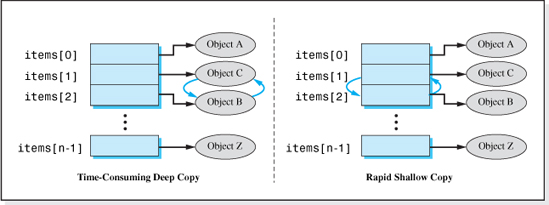 items[0]
items[1]
items[2]
items[n-1]
Object A
Object C
Object B
Object Z
Time-Consuming Deep Copy
items[0]
items[1]
items[2]
items[n-1]
Object A
Object C
Object B
Object Z
Rapid Shallow Copy